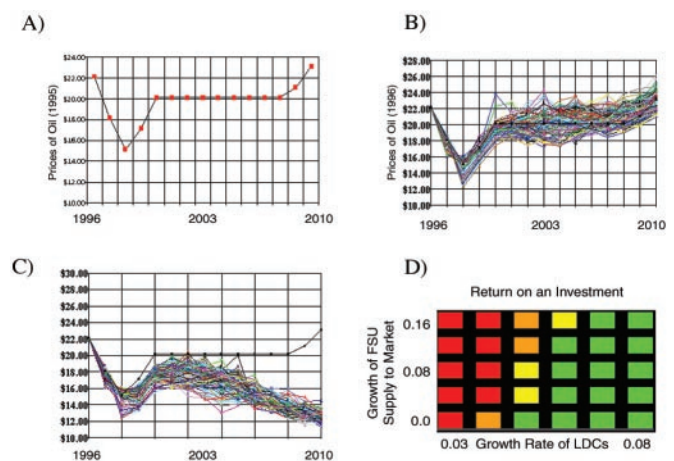 A)
$24.00
$22.00
$20.00
$18.00
$16.00
$14.00
$12.00
$10.00
Prices of Oil (1995)
1996 2003 2010
B)
$28.00
$26.00
$24.00
$22.00
$20.00
$18.00
$16.00
$14.00
$12.00
$10.00
Prices of Oil (1996)
1996 2003 2010
C)
$30.00
$28.00
$26.00
$24.00
$22.00
$20.00
$18.00
$16.00
$14.00
$12.00
$10.00
1996 2003 2010
D)
Return on an Investment
Growth of FSU
Supply to Market
0.16
0.08
0.0
0.03 Growth Rate of LDCs 0.08